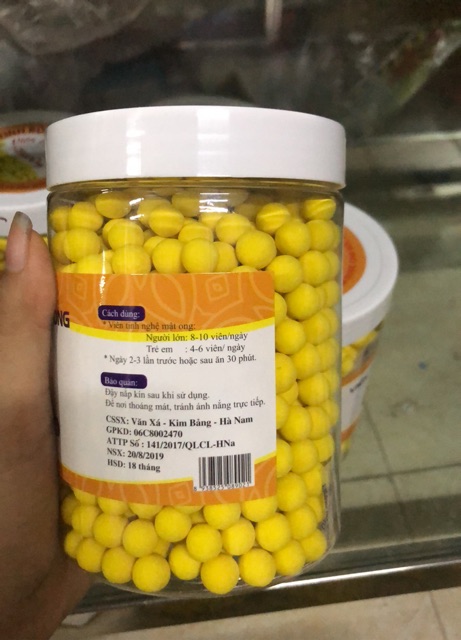 NG
Cách dùng:
* Viên tinh nghệ mật ong:
Người lớn: 8-10 viên/ngày
Trẻ em : 4-6 viên/ ngày
* Ngày 2-3 lần trước hoặc sau ăn 30 phút.
Bảo quản:
Đậy nắp kín sau khi sử dụng.
Để nơi thoáng mát, tránh ánh nắng trực tiếp.
CSSX: Văn Xá - Kim Bảng - Hà Nam
GPKD: 06C8002470
ATTP Số : 141/2017/QLCL-HNa
NSX: 20/8/2019
HSD: 18 tháng